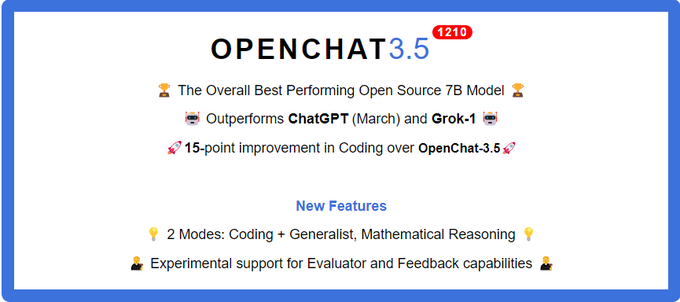 OPENCHAT3.5 1210
🏆 The Overall Best Performing Open Source 7B Model 🏆
🤖 Outperforms ChatGPT (March) and Grok-1 🤖
🚀15-point improvement in Coding over OpenChat-3.5🚀
New Features
💡 2 Modes: Coding + Generalist, Mathematical Reasoning 💡
🧑‍⚖️ Experimental support for Evaluator and Feedback capabilities 🧑‍⚖️